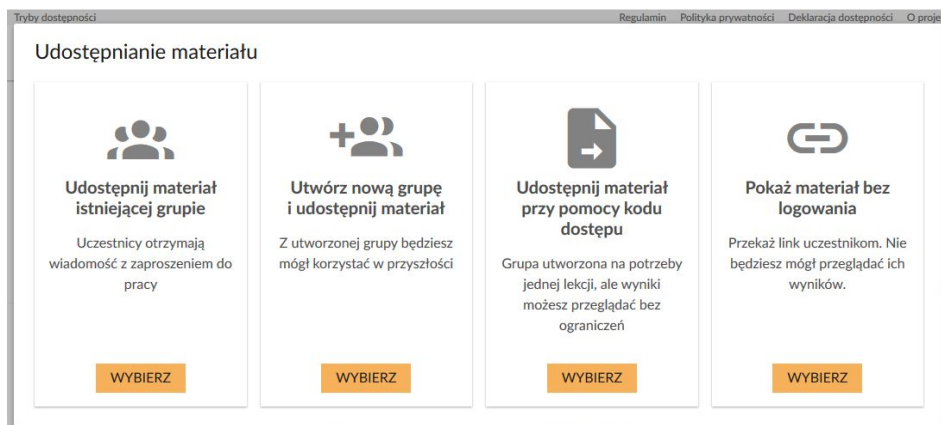 Tryby dostępności Regulamin Polityka prywatności Deklaracja dostępności O proje
Udostępnianie materiału
Udostępnij materiał
istniejącej grupie
Uczestnicy otrzymają
wiadomość z zaproszeniem do
pracy
WYBIERZ
Utwórz nową grupę
i udostępnij materiał
Z utworzonej grupy będziesz
mógł korzystać w przyszłości
WYBIERZ
Udostępnij materiał
przy pomocy kodu
dostępu
Grupa utworzona na potrzeby
jednej lekcji, ale wyniki
możesz przeglądać bez
ograniczeń
WYBIERZ
Pokaż materiał bez
logowania
Przekaż link uczestnikom. Nie
będziesz mógł przeglądać ich
wyników.
WYBIERZ